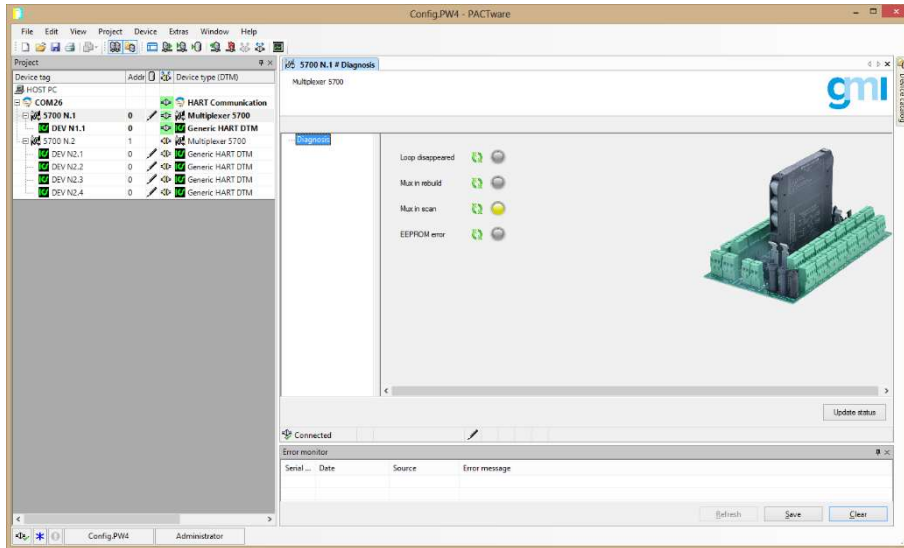 Config.PW4 - PACTware
File Edit View Project Device Extras Window Help
Project
Device tag Addr Device type (DTM)
HOST PC
COM26 HART Communication
5700 N.1 0 Multiplexer 5700
DEV N1.1 0 Generic HART DTM
5700 N.2 1 Multiplexer 5700
DEV N2.1 0 Generic HART DTM
DEV N2.2 0 Generic HART DTM
DEV N2.3 0 Generic HART DTM
DEV N2.4 0 Generic HART DTM
5700 N.1 # Diagnosis
Multiplexer 5700
gmi
Diagnosis
Loop disappeared
Mux in rebuild
Mux in scan
EEPROM error
Update status
Connected
Error monitor
Serial ... Date Source Error message
Refresh Save Clear
Config.PW4 Administrator
Device catalog